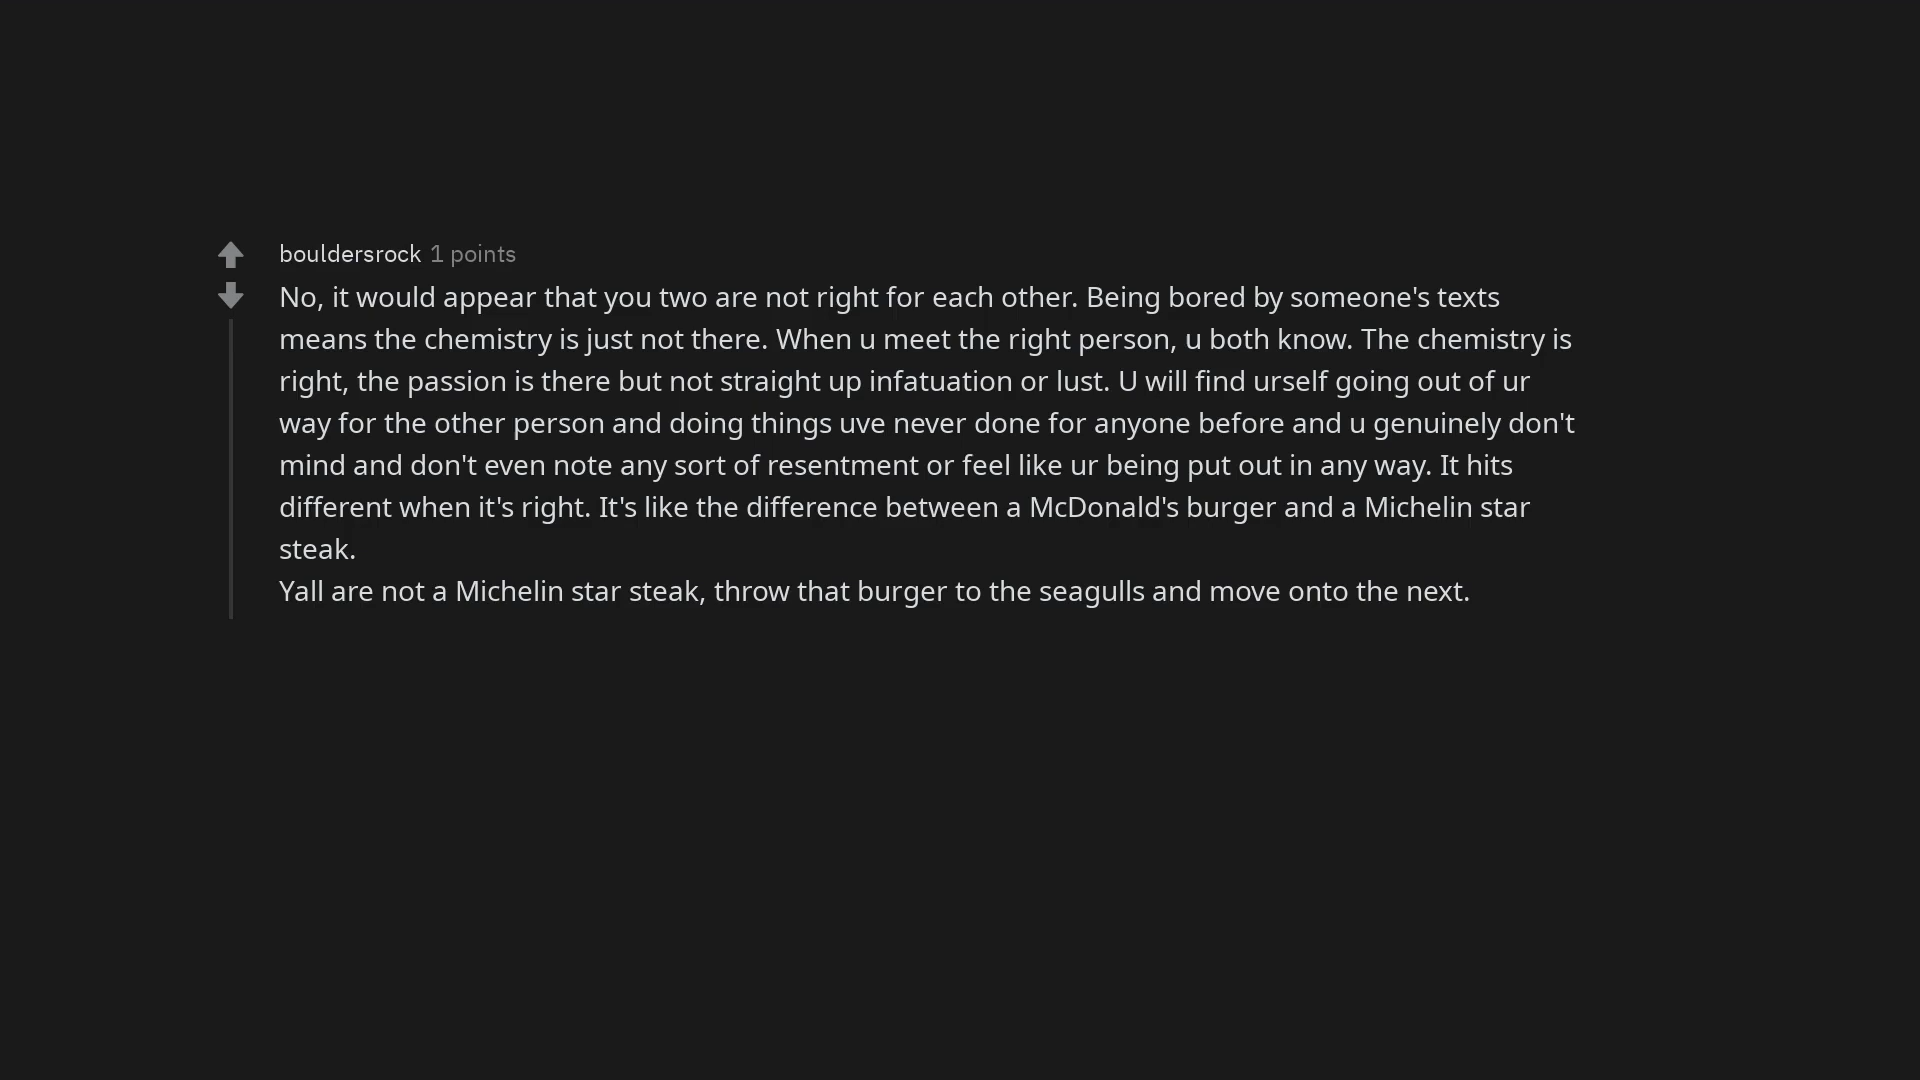 bouldersrock 1 points
No, it would appear that you two are not right for each other. Being bored by someone's texts
means the chemistry is just not there. When u meet the right person, u both know. The chemistry is
right, the passion is there but not straight up infatuation or lust. U will find urself going out of ur
way for the other person and doing things uve never done for anyone before and u genuinely don't
mind and don't even note any sort of resentment or feel like ur being put out in any way. It hits
different when it's right. It's like the difference between a McDonald's burger and a Michelin star
steak.
Yall are not a Michelin star steak, throw that burger to the seagulls and move onto the next.